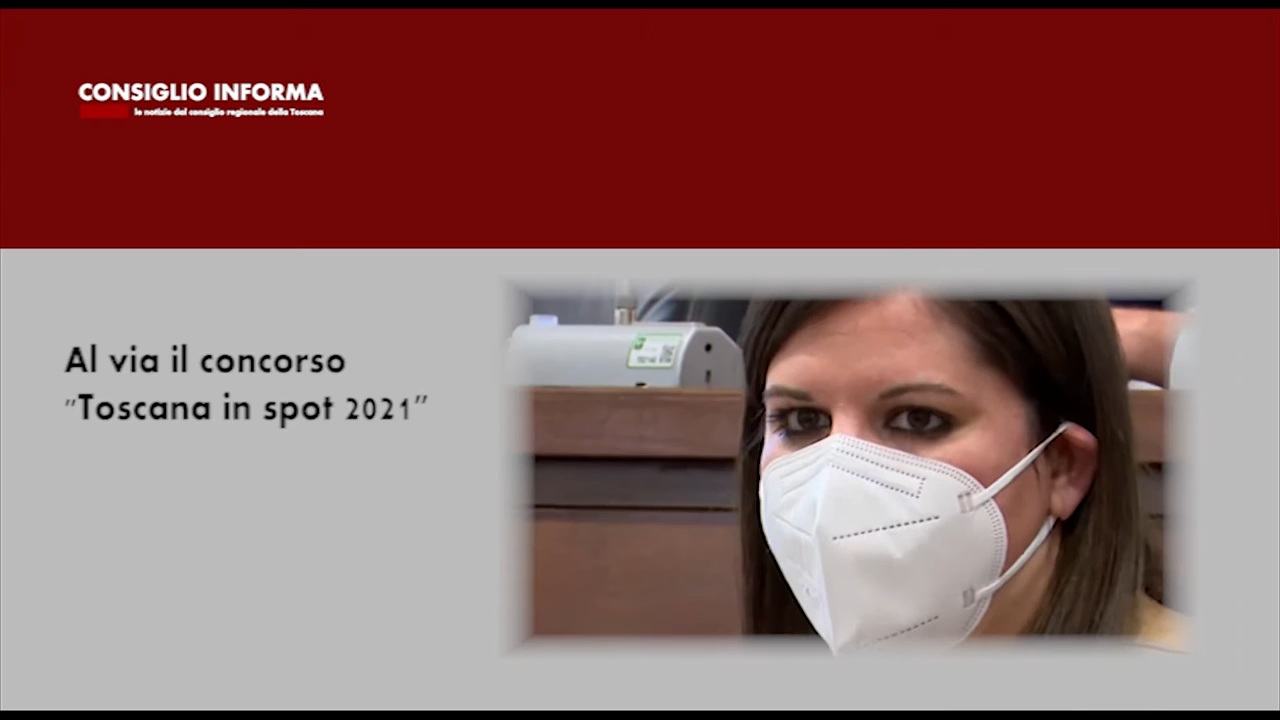 CONSIGLIO INFORMA
le notizie dal consiglio regionale della Toscana
Al via il concorso
"Toscana in spot 2021"